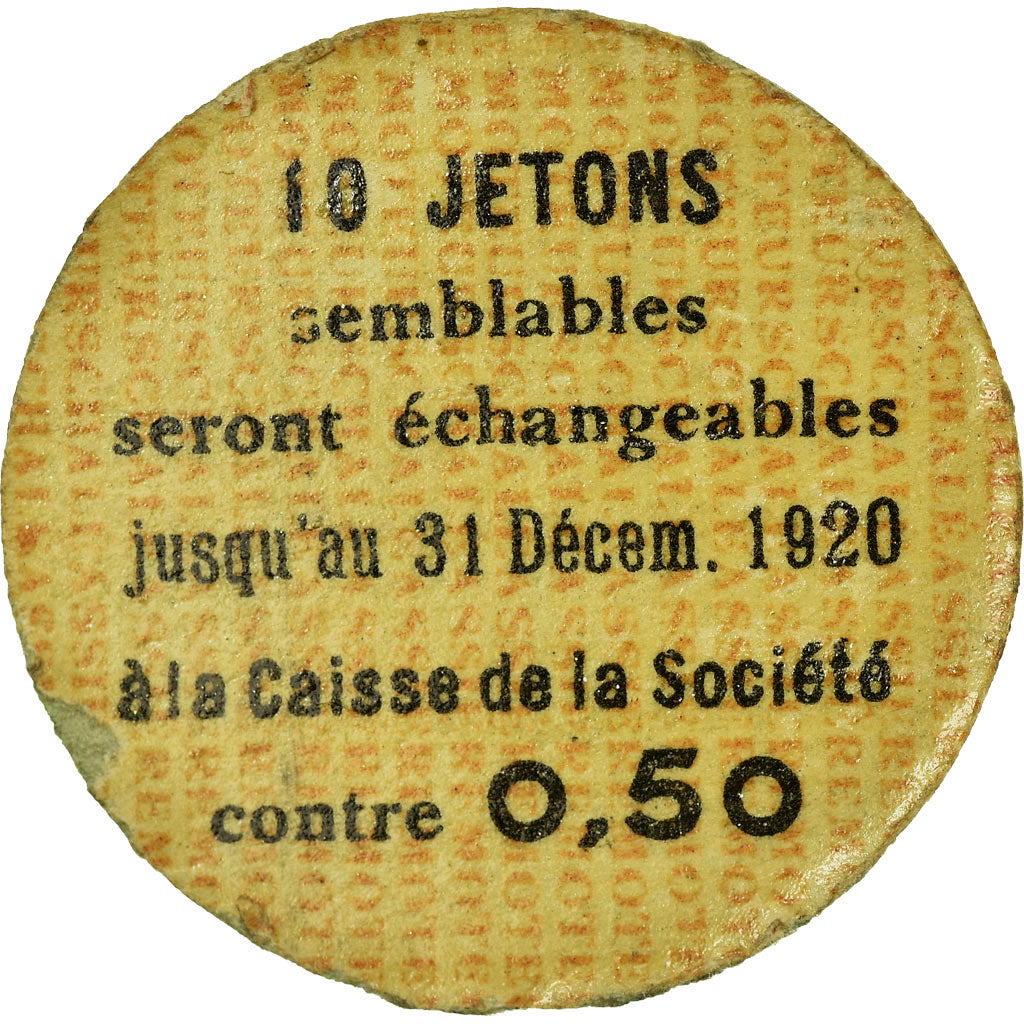 10 JETONS
semblables
seront échangeables
jusqu'au 31 Décem. 1920
à la Caisse de la Société
contre 0,50